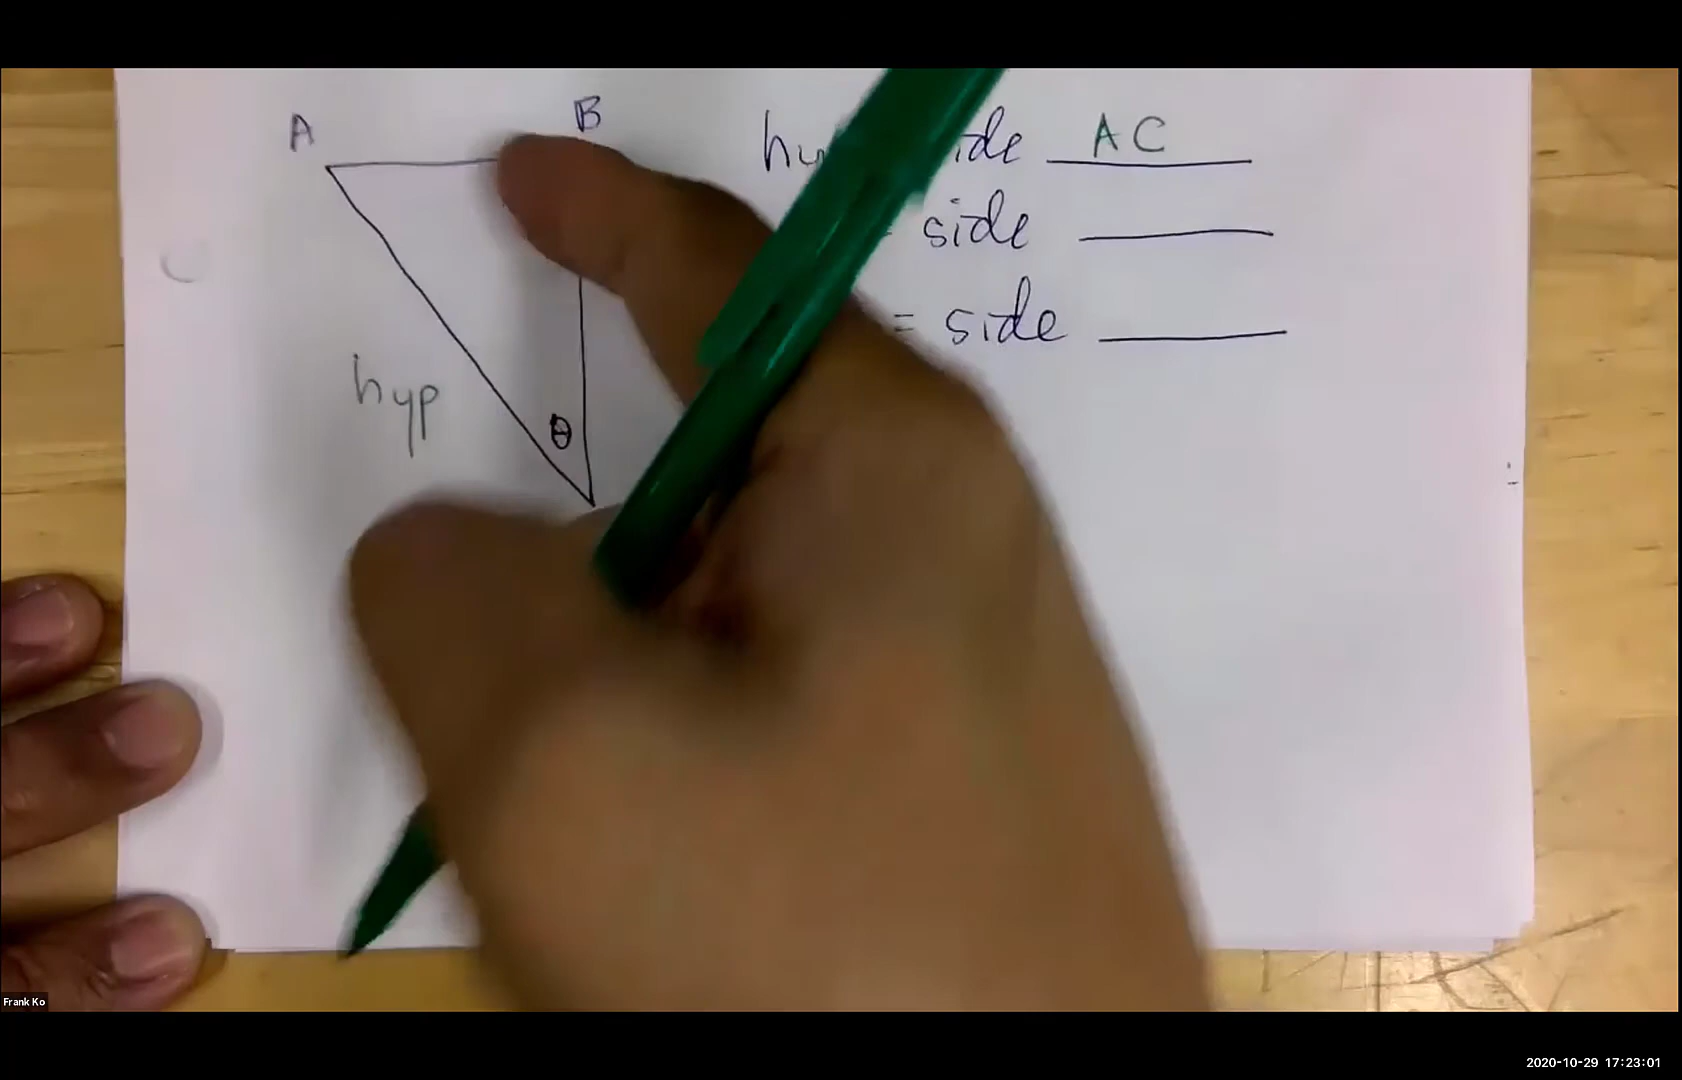 A
B
side AC
= side
= side
hyp
θ
Frank Ko
2020-10-29 17:23:01